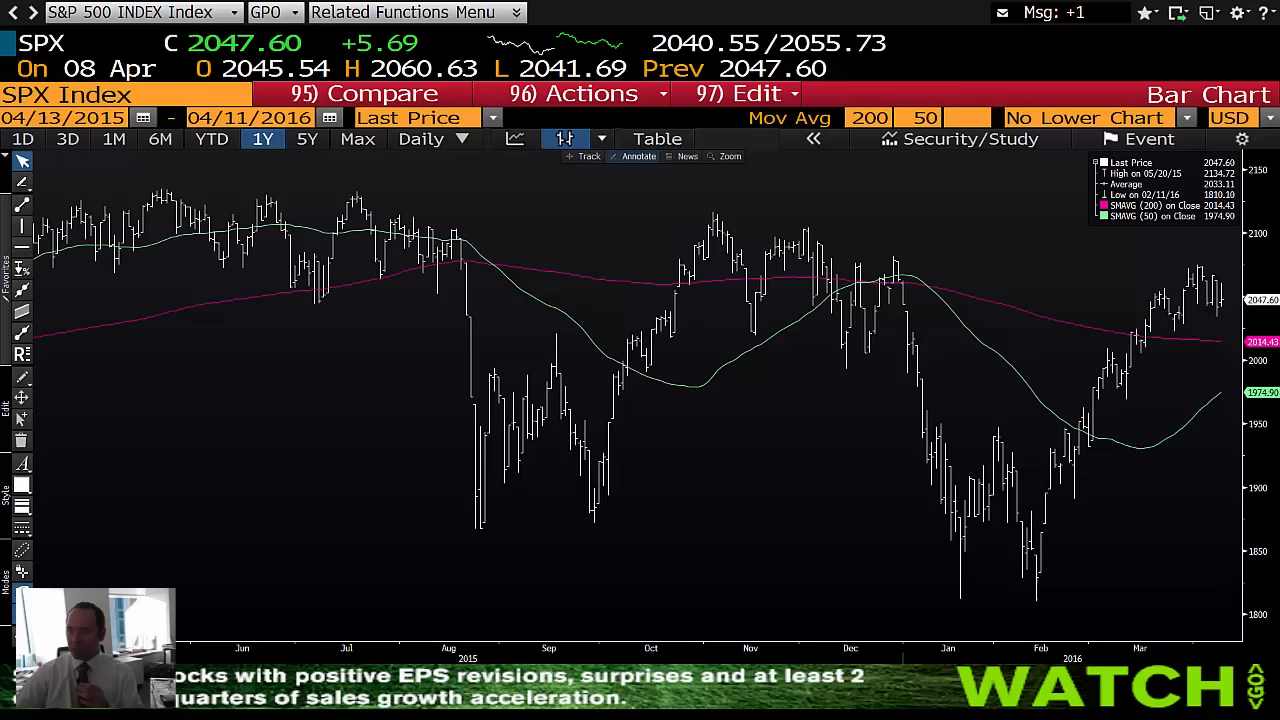 S&P 500 INDEX Index GPO Related Functions Menu Msg: +1
SPX C 2047.60 +5.69 2040.55/2055.73
On 08 Apr O 2045.54 H 2060.63 L 2041.69 Prev 2047.60
SPX Index 95) Compare 96) Actions 97) Edit Bar Chart
04/13/2015 - 04/11/2016 Last Price Mov Avg 200 50 No Lower Chart USD
1D 3D 1M 6M YTD 1Y 5Y Max Daily Table Security/Study Event
Track Annotate News Zoom
Last Price 2047.60
High on 05/20/15 2134.72
Average 2033.11
Low on 02/11/16 1810.10
SMAVG (200) on Close 2014.43
SMAVG (50) on Close 1974.90
2150
2100
2047.60
2014.43
2000
1974.90
1950
1900
1850
1800
Favorites
Edit
Style
Modes
Jun Jul Aug Sep Oct Nov Dec Jan Feb Mar
2015 2016
ocks with positive EPS revisions, surprises and at least 2
uarters of sales growth acceleration.
WATCH
GO